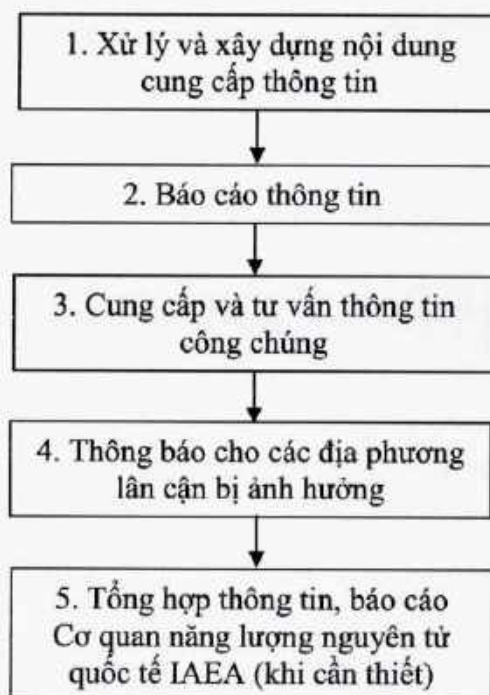 1. Xử lý và xây dựng nội dung
cung cấp thông tin
2. Báo cáo thông tin
3. Cung cấp và tư vấn thông tin
công chúng
4. Thông báo cho các địa phương
lân cận bị ảnh hưởng
5. Tổng hợp thông tin, báo cáo
Cơ quan năng lượng nguyên tử
quốc tế IAEA (khi cần thiết)